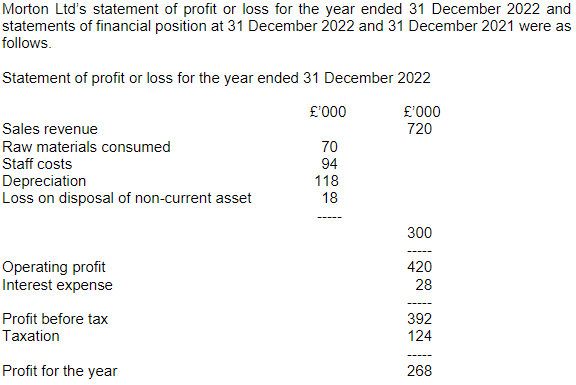 Morton Ltd's statement of profit or loss for the year ended 31 December 2022 and
statements of financial position at 31 December 2022 and 31 December 2021 were as
follows.
Statement of profit or loss for the year ended 31 December 2022
£'000 £'000
Sales revenue 720
Raw materials consumed 70
Staff costs 94
Depreciation 118
Loss on disposal of non-current asset 18
-----
300
-----
Operating profit 420
Interest expense 28
-----
Profit before tax 392
Taxation 124
-----
Profit for the year 268